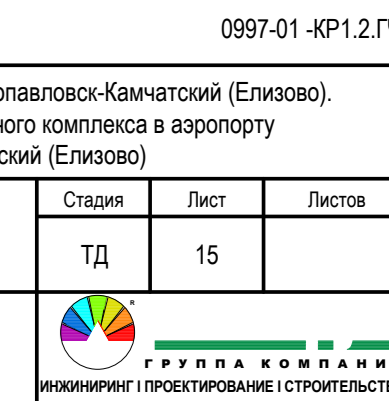 0997-01 -КР1.2.Г
опавловск-Камчатский (Елизово).
ного комплекса в аэропорту
ский (Елизово)
Стадия Лист Листов
ТД 15
R
ГРУППА КОМПАНИ
ИНЖИНИРИНГ I ПРОЕКТИРОВАНИЕ I СТРОИТЕЛЬСТВ